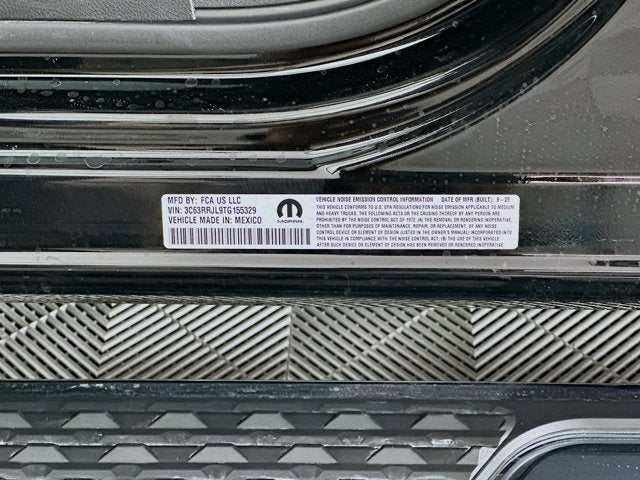 MFD BY: FCA US LLC
VIN: 3C63RRJL9TG155329
VEHICLE MADE IN: MEXICO
MOPAR
VEHICLE NOISE EMISSION CONTROL INFORMATION DATE OF MFR (BUILT): 8-25
THIS VEHICLE CONFORMS TO U.S. EPA REGULATIONS FOR NOISE EMISSION APPLICABLE TO MEDIUM
AND HEAVY TRUCKS. THE FOLLOWING ACTS OR THE CAUSING THEREOF BY ANY PERSON
ARE PROHIBITED BY THE NOISE CONTROL ACT OF 1972. (A) THE REMOVAL OR RENDERING INOPERATIVE,
OTHER THAN FOR PURPOSES OF MAINTENANCE, REPAIR, OR REPLACEMENT, OF ANY NOISE
CONTROL DEVICE OR ELEMENT OF DESIGN (LISTED IN THE OWNER'S MANUAL) INCORPORATED INTO THIS
VEHICLE IN COMPLIANCE WITH THE NOISE CONTROL ACT; (B) THE USE OF THIS VEHICLE AFTER SUCH
DEVICE OR ELEMENT OF DESIGN HAS BEEN REMOVED OR RENDERED INOPERATIVE.